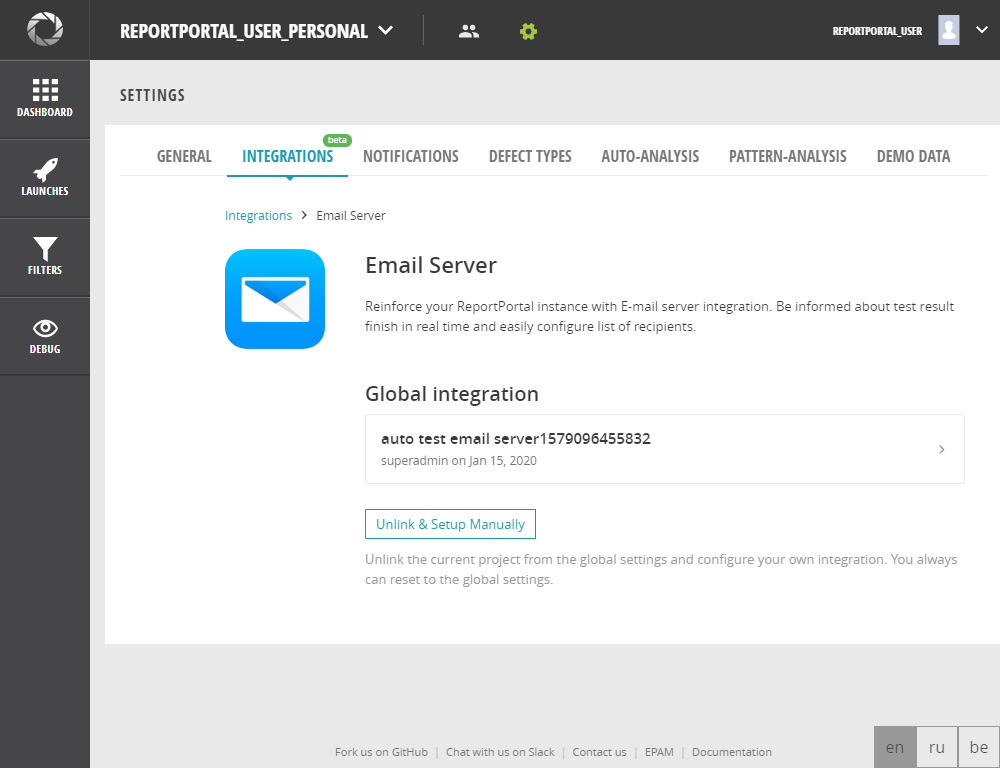 REPORTPORTAL_USER_PERSONAL
REPORTPORTAL_USER
DASHBOARD
LAUNCHES
FILTERS
DEBUG
SETTINGS
GENERAL INTEGRATIONS beta NOTIFICATIONS DEFECT TYPES AUTO-ANALYSIS PATTERN-ANALYSIS DEMO DATA
Integrations > Email Server
Email Server
Reinforce your ReportPortal instance with E-mail server integration. Be informed about test result
finish in real time and easily configure list of recipients.
Global integration
auto test email server1579096455832
superadmin on Jan 15, 2020
Unlink & Setup Manually
Unlink the current project from the global settings and configure your own integration. You always
can reset to the global settings.
Fork us on GitHub | Chat with us on Slack | Contact us | EPAM | Documentation
en ru be